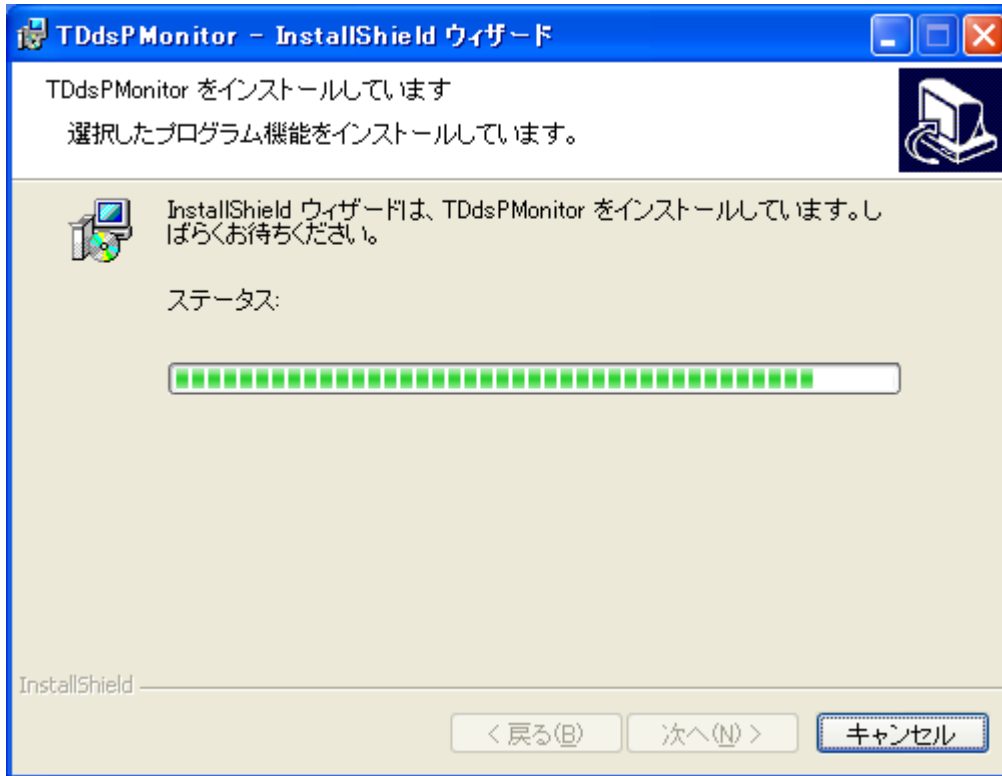 TDdsPMonitor - InstallShield ウィザード
TDdsPMonitor をインストールしています
選択したプログラム機能をインストールしています。
InstallShield ウィザードは、TDdsPMonitor をインストールしています。し
ばらくお待ちください。
ステータス:
InstallShield
< 戻る(B)
次へ(N) >
キャンセル